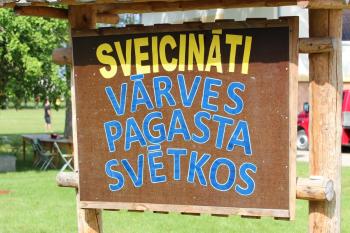 SVEICINĀTI
VĀRVES
PAGASTA
SVĒTKOS